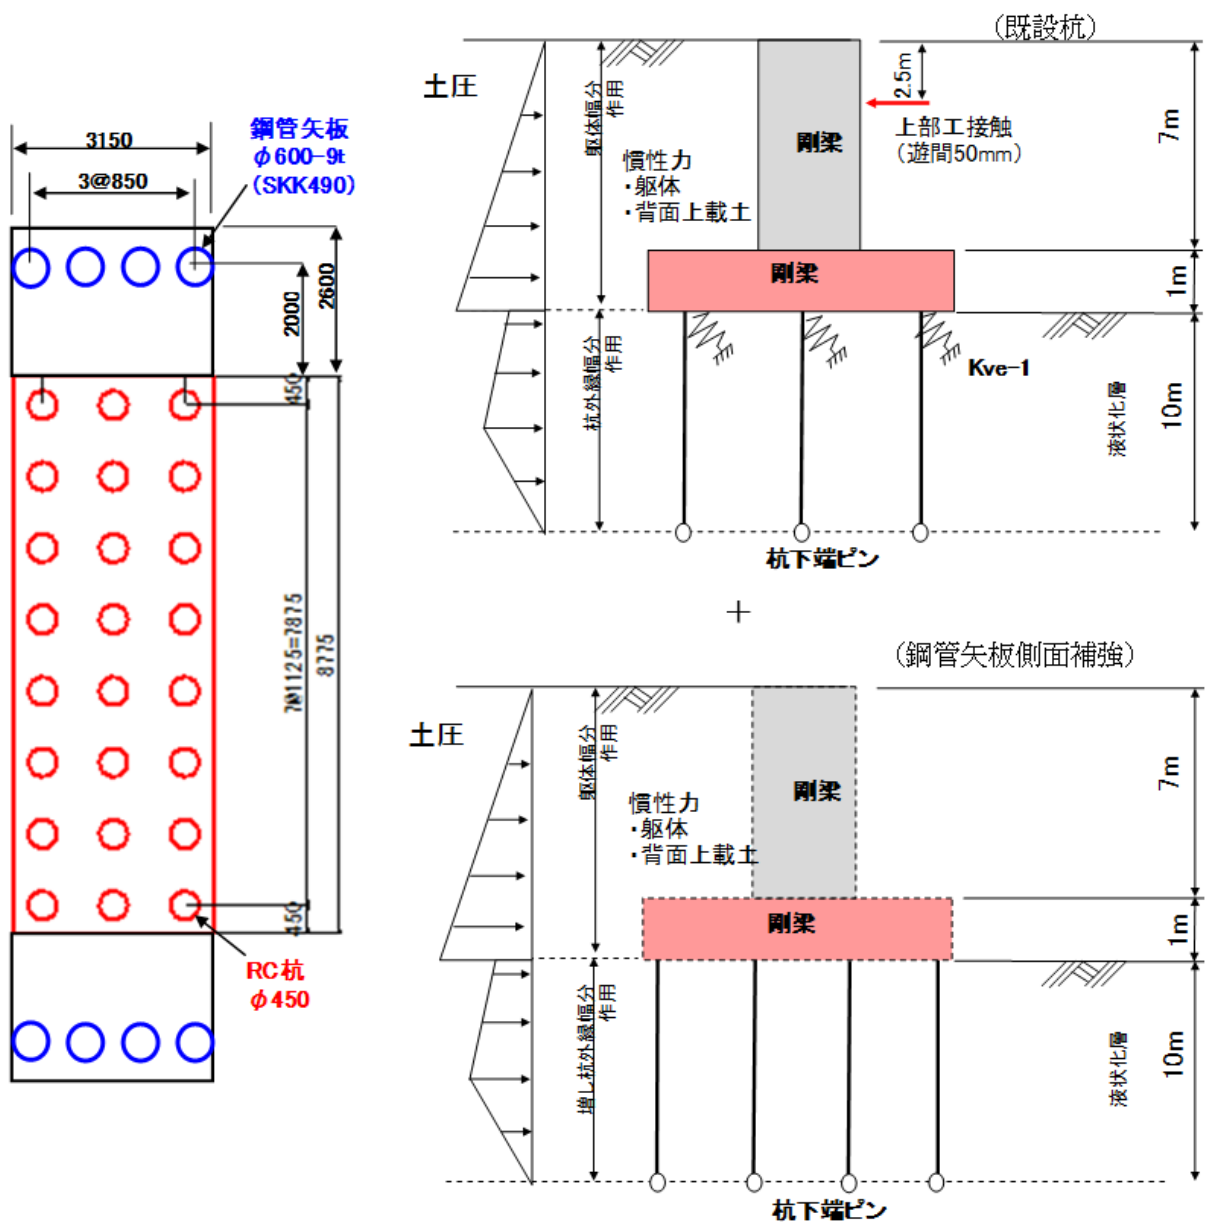 3150
3@850
鋼管矢板
φ600-9t
(SKK490)
2000
2600
450
7@1125=7875
8775
450
RC杭
φ450
(既設杭)
土圧
躯体幅分
作用
慣性力
・躯体
・背面上載土
剛梁
2.5m
上部工接触
(遊間50mm)
7m
剛梁
1m
杭外縁幅分
作用
Kve-1
液状化層
10m
杭下端ピン
+
(鋼管矢板側面補強)
土圧
躯体幅分
作用
慣性力
・躯体
・背面上載土
剛梁
7m
剛梁
1m
増し杭外縁幅分
作用
液状化層
10m
杭下端ピン